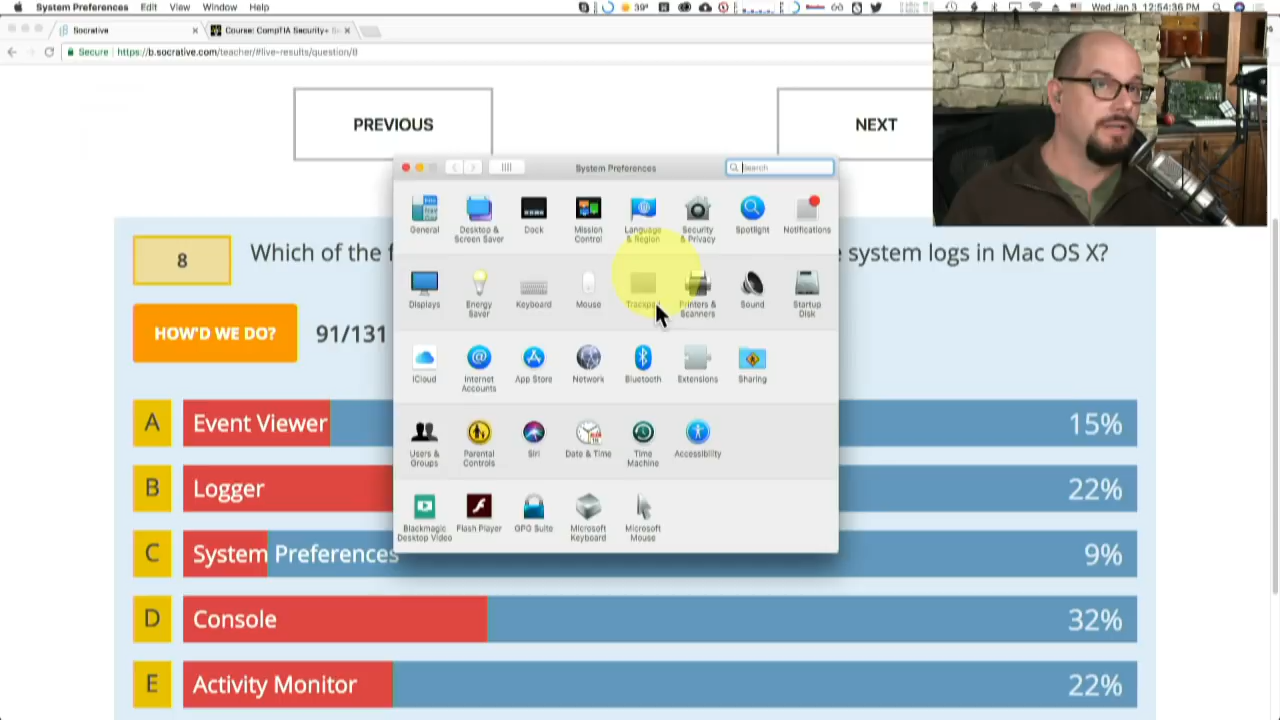 System Preferences Edit View Window Help 39° Wed Jan 3 12:54:36 PM
Socrative Course: CompTIA Security+
Secure https://b.socrative.com/teacher/#live-results/question/8
PREVIOUS
NEXT
System Preferences
Search
General
Desktop &
Screen Saver
Dock
Mission
Control
Language
& Region
Security
& Privacy
Spotlight
Notifications
8
Which of the
system logs in Mac OS X?
Displays
Energy
Saver
Keyboard
Mouse
Trackpad
Printers &
Scanners
Sound
Startup
Disk
HOW'D WE DO?
91/131
iCloud
Internet
Accounts
App Store
Network
Bluetooth
Extensions
Sharing
A Event Viewer 15%
Users &
Groups
Parental
Controls
Siri
Date & Time
Time
Machine
Accessibility
B Logger 22%
Blackmagic
Desktop Video
Flash Player
GPG Suite
Microsoft
Keyboard
Microsoft
Mouse
C System Preferences 9%
D Console 32%
E Activity Monitor 22%